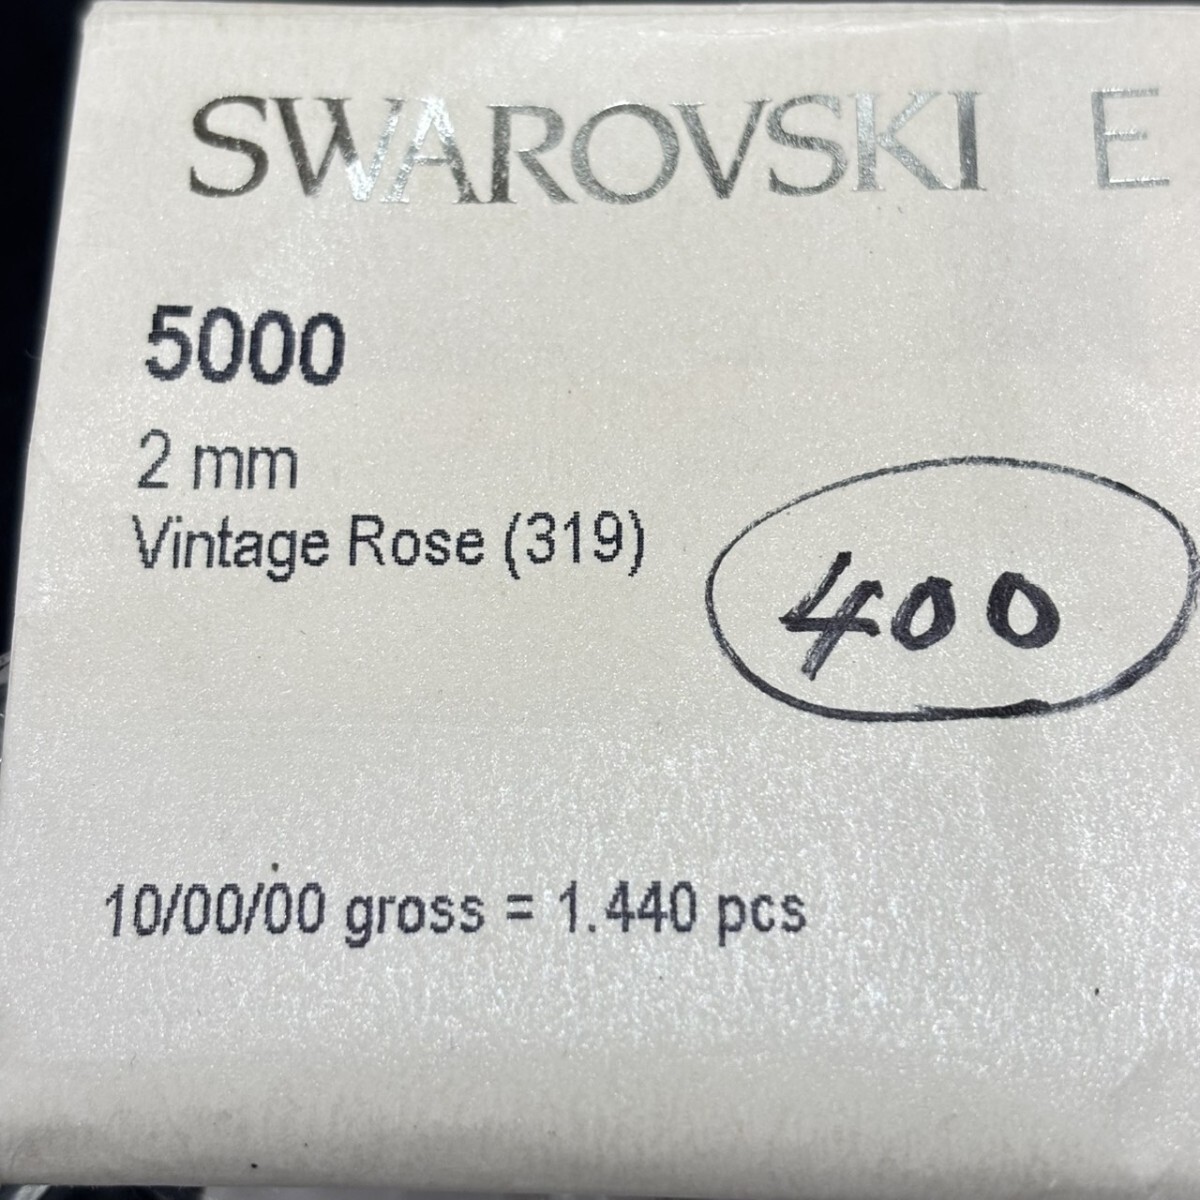 SWAROVSKI E
5000
2 mm
Vintage Rose (319)
400
10/00/00 gross = 1.440 pcs